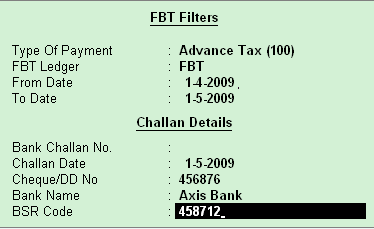 FBT Filters
Type Of Payment : Advance Tax (100)
FBT Ledger : FBT
From Date : 1-4-2009
To Date : 1-5-2009
Challan Details
Bank Challan No. :
Challan Date : 1-5-2009
Cheque/DD No : 456876
Bank Name : Axis Bank
BSR Code : 458712